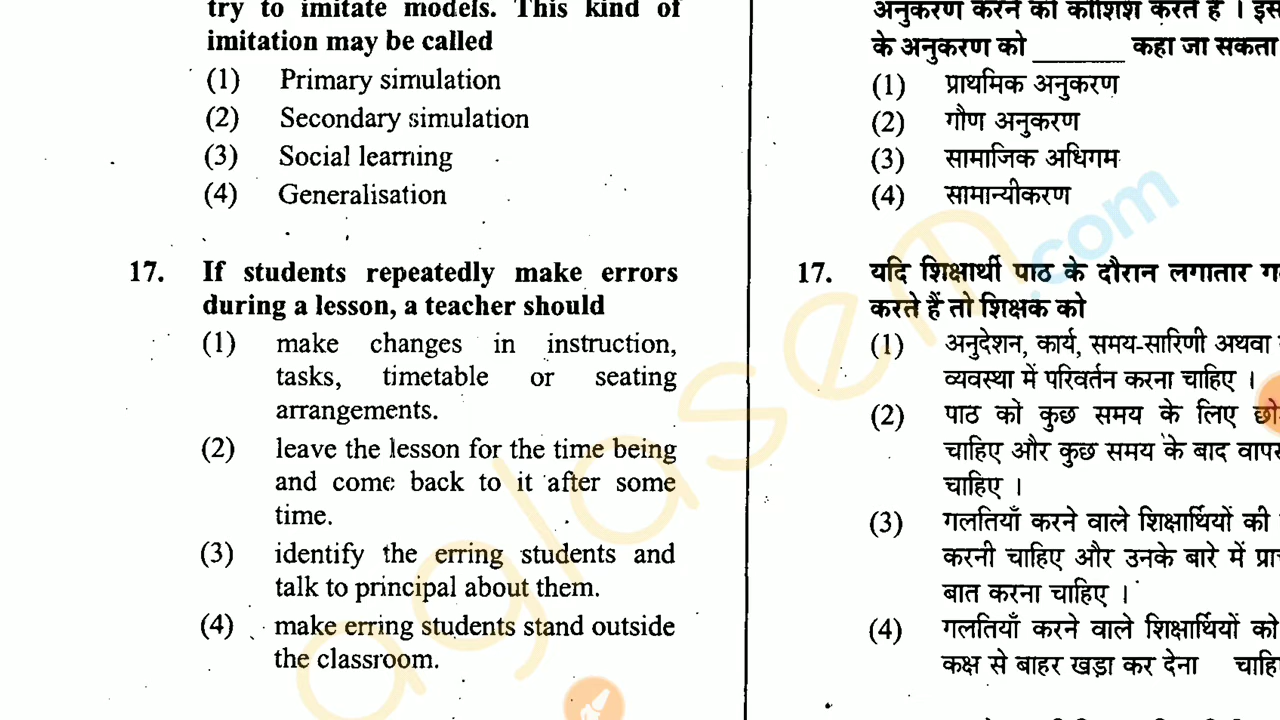 try to imitate models. This kind of
imitation may be called
(1) Primary simulation
(2) Secondary simulation
(3) Social learning
(4) Generalisation
17. If students repeatedly make errors
during a lesson, a teacher should
(1) make changes in instruction,
tasks, timetable or seating
arrangements.
(2) leave the lesson for the time being
and come back to it after some
time.
(3) identify the erring students and
talk to principal about them.
(4) make erring students stand outside
the classroom.
अनुकरण करने की कोशिश करते हैं ।
के अनुकरण को ______ कहा जा सकता
(1) प्राथमिक अनुकरण
(2) गौण अनुकरण
(3) सामाजिक अधिगम
(4) सामान्यीकरण
17. यदि शिक्षार्थी पाठ के दौरान लगातार
करते हैं तो शिक्षक को
(1) अनुदेशन, कार्य, समय-सारिणी अथवा
व्यवस्था में परिवर्तन करना चाहिए ।
(2) पाठ को कुछ समय के लिए
चाहिए और कुछ समय के बाद
चाहिए ।
(3) गलतियाँ करने वाले शिक्षार्थियों की
करनी चाहिए और उनके बारे में
बात करना चाहिए ।
(4) गलतियाँ करने वाले शिक्षार्थियों को
कक्ष से बाहर खड़ा कर देना
aglasem.com